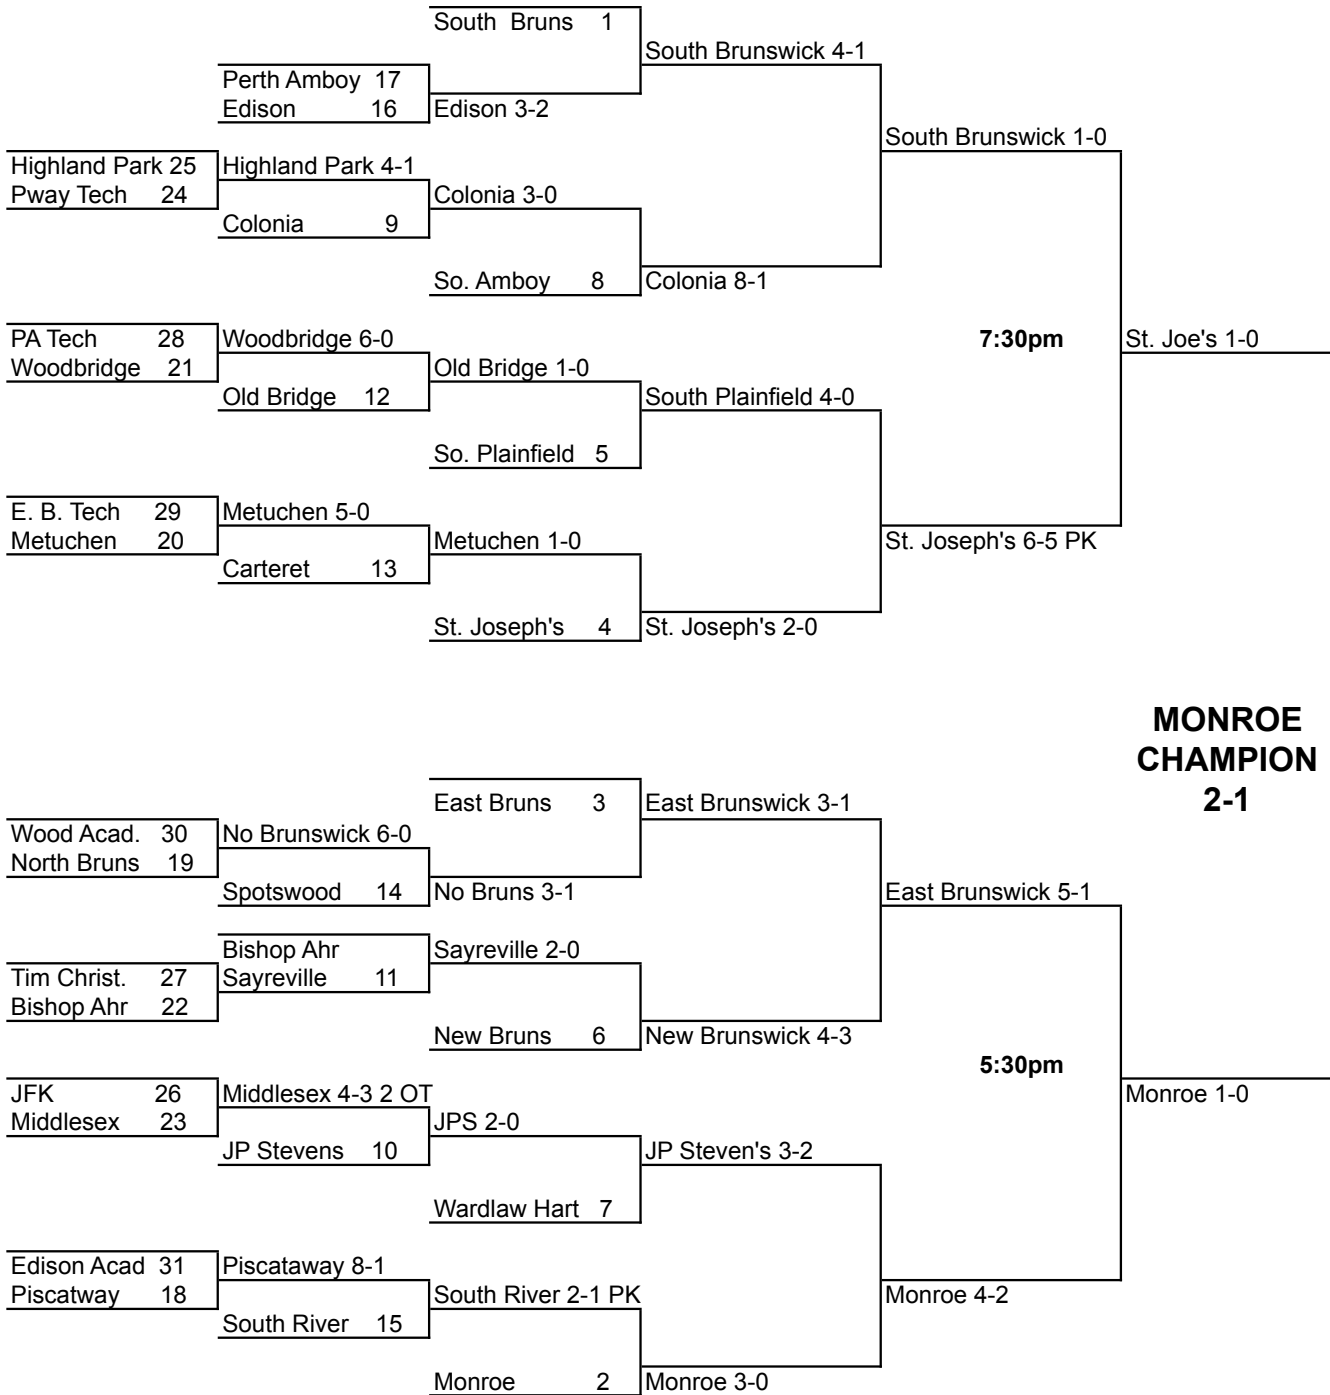 South  Bruns 1
South Brunswick 4-1
Perth Amboy 17
Edison 16
Edison 3-2
South Brunswick 1-0
Highland Park 25
Highland Park 4-1
Pway Tech 24
Colonia 3-0
Colonia 9
So. Amboy 8
Colonia 8-1
PA Tech 28
Woodbridge 6-0
7:30pm
St. Joe's 1-0
Woodbridge 21
Old Bridge 1-0
Old Bridge 12
South Plainfield 4-0
So. Plainfield 5
E. B. Tech 29
Metuchen 5-0
Metuchen 20
Metuchen 1-0
St. Joseph's 6-5 PK
Carteret 13
St. Joseph's 4
St. Joseph's 2-0
MONROE
CHAMPION
2-1
East Bruns 3
East Brunswick 3-1
Wood Acad. 30
No Brunswick 6-0
North Bruns 19
Spotswood 14
No Bruns 3-1
East Brunswick 5-1
Bishop Ahr
Sayreville 2-0
Tim Christ. 27
Sayreville 11
Bishop Ahr 22
New Bruns 6
New Brunswick 4-3
5:30pm
JFK 26
Middlesex 4-3 2 OT
Monroe 1-0
Middlesex 23
JPS 2-0
JP Stevens 10
JP Steven's 3-2
Wardlaw Hart 7
Edison Acad 31
Piscataway 8-1
Piscatway 18
South River 2-1 PK
Monroe 4-2
South River 15
Monroe 2
Monroe 3-0